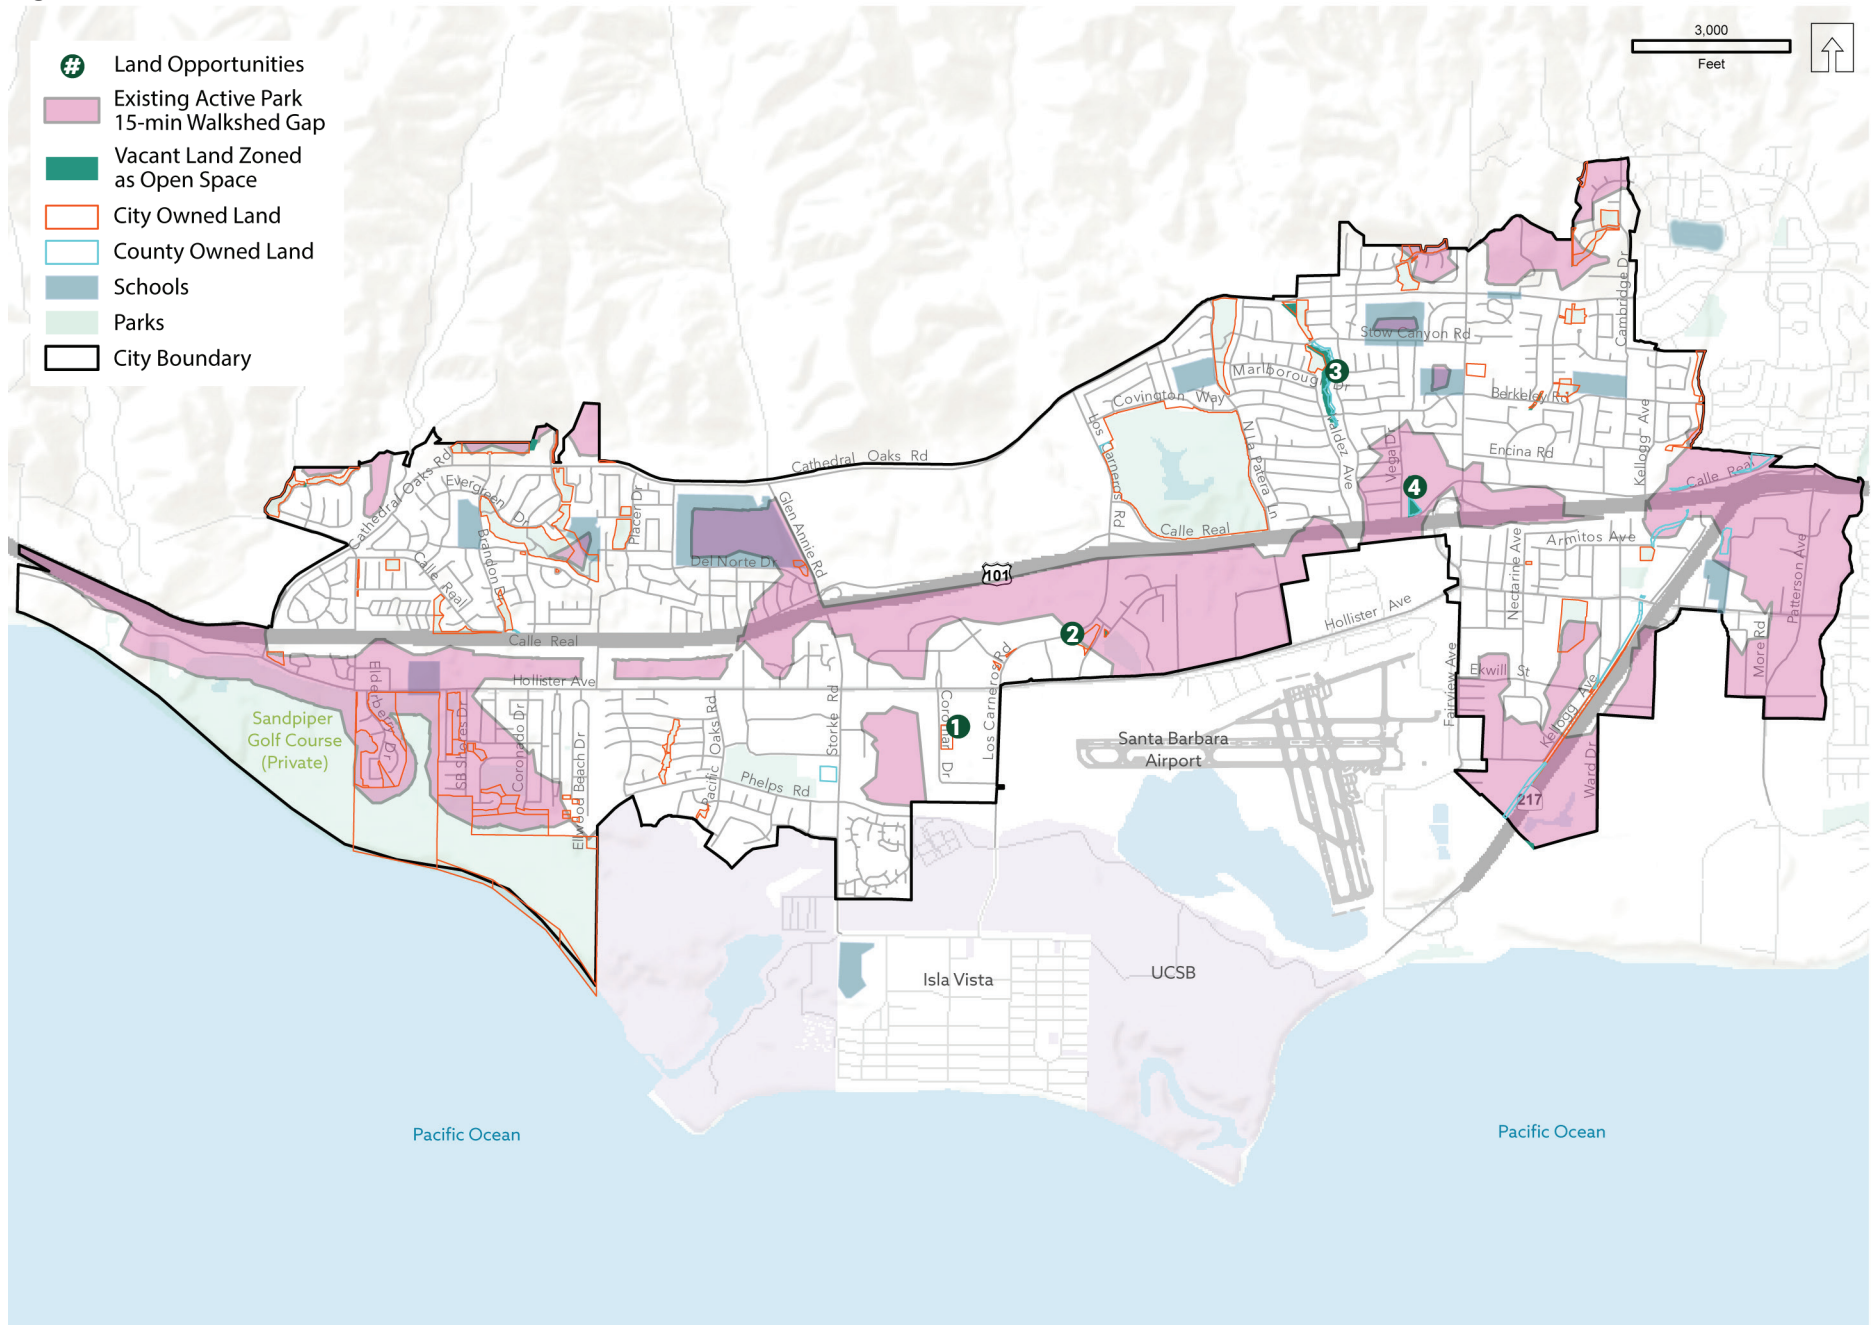 3,000
Feet
#
Land Opportunities
Existing Active Park
15-min Walkshed Gap
Vacant Land Zoned
as Open Space
City Owned Land
County Owned Land
Schools
Parks
City Boundary
Cambridge Dr
Stow Canyon Rd
3
Marlboroug
Dr
Covington Way
Berkeley Rd
Kellogg Ave
Los Carneros Rd
N La Patera Ln
Valdez Ave
Vega Dr
Encina Rd
Cathedral Oaks Rd
Cathedral Oaks Rd
Calle Real
4
Evergreen Dr
Placer Dr
Glen Annie Rd
Calle Real
Brandon Dr
Calle Real
Del Norte Dr
101
Armitos Ave
Nectarine Ave
Patterson Ave
Hollister Ave
2
Calle Real
More Rd
Elderberry Dr
Hollister Ave
Los Carneros Rd
Fairview Ave
Ekwill St
Kellogg Ave
Sandpiper
Golf Course
(Private)
SB Shores Dr
Coronado Dr
Ellwood Beach Dr
Pacific Oaks Rd
Storke Rd
Coromar Dr
1
Phelps Rd
Santa Barbara
Airport
Ward Dr
217
Isla Vista
UCSB
Pacific Ocean
Pacific Ocean